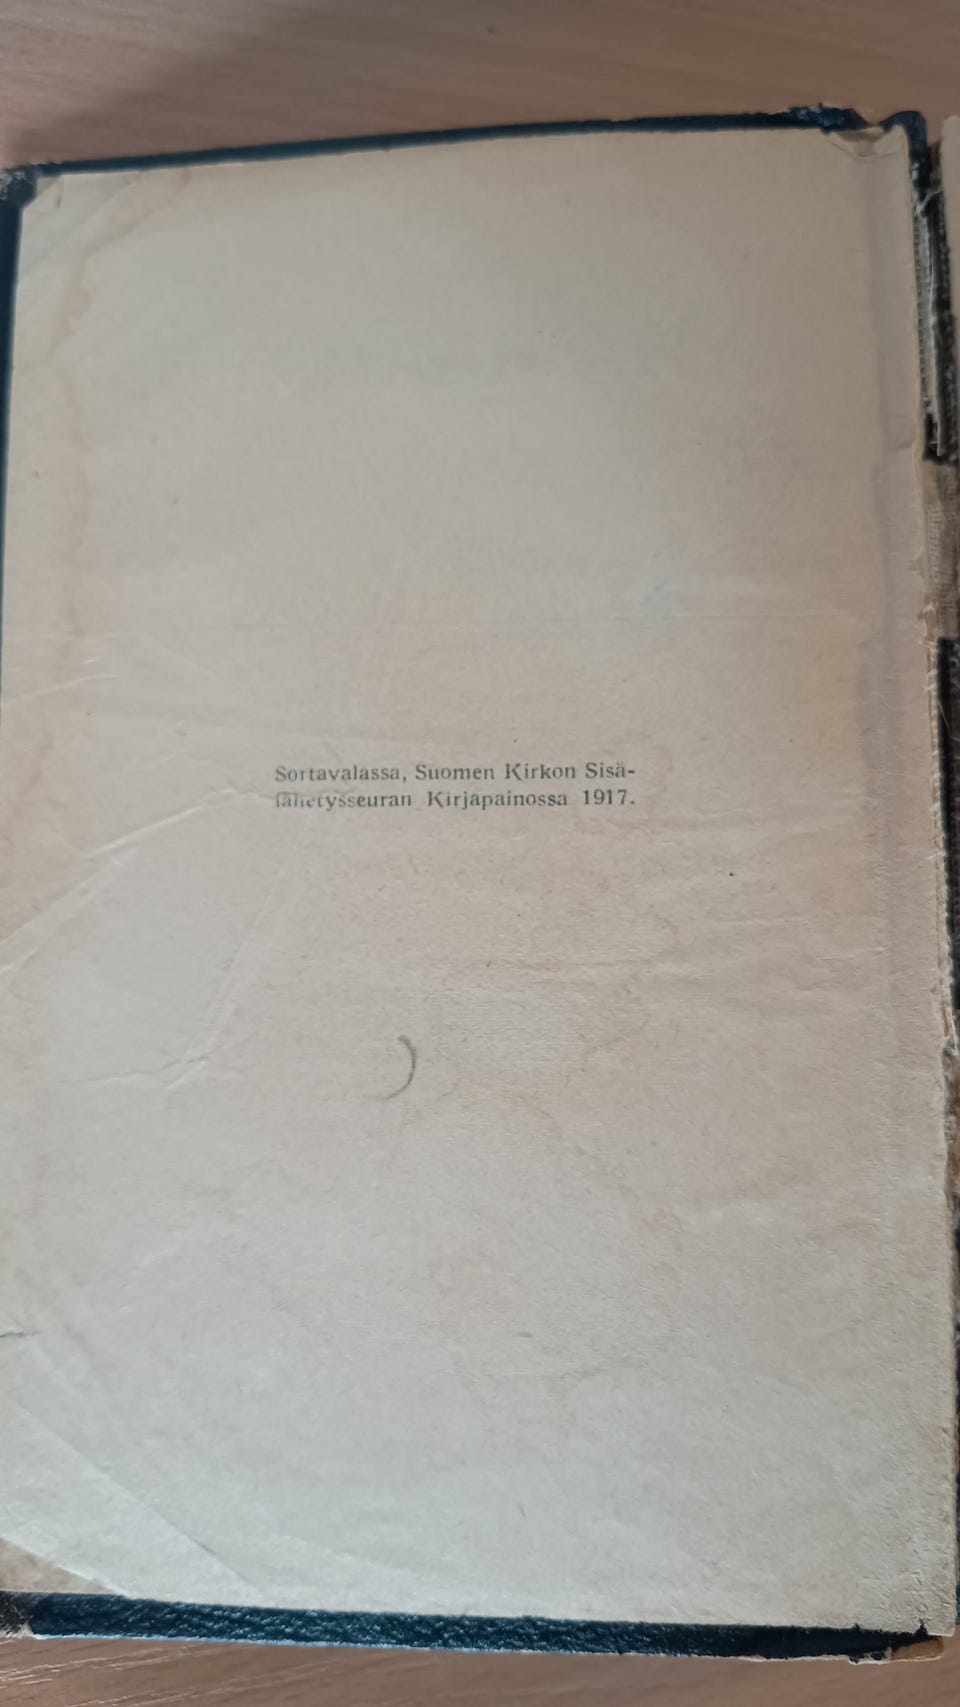 Sortavalassa, Suomen Kirkon Sisä-
lähetysseuran Kirjapainossa 1917.